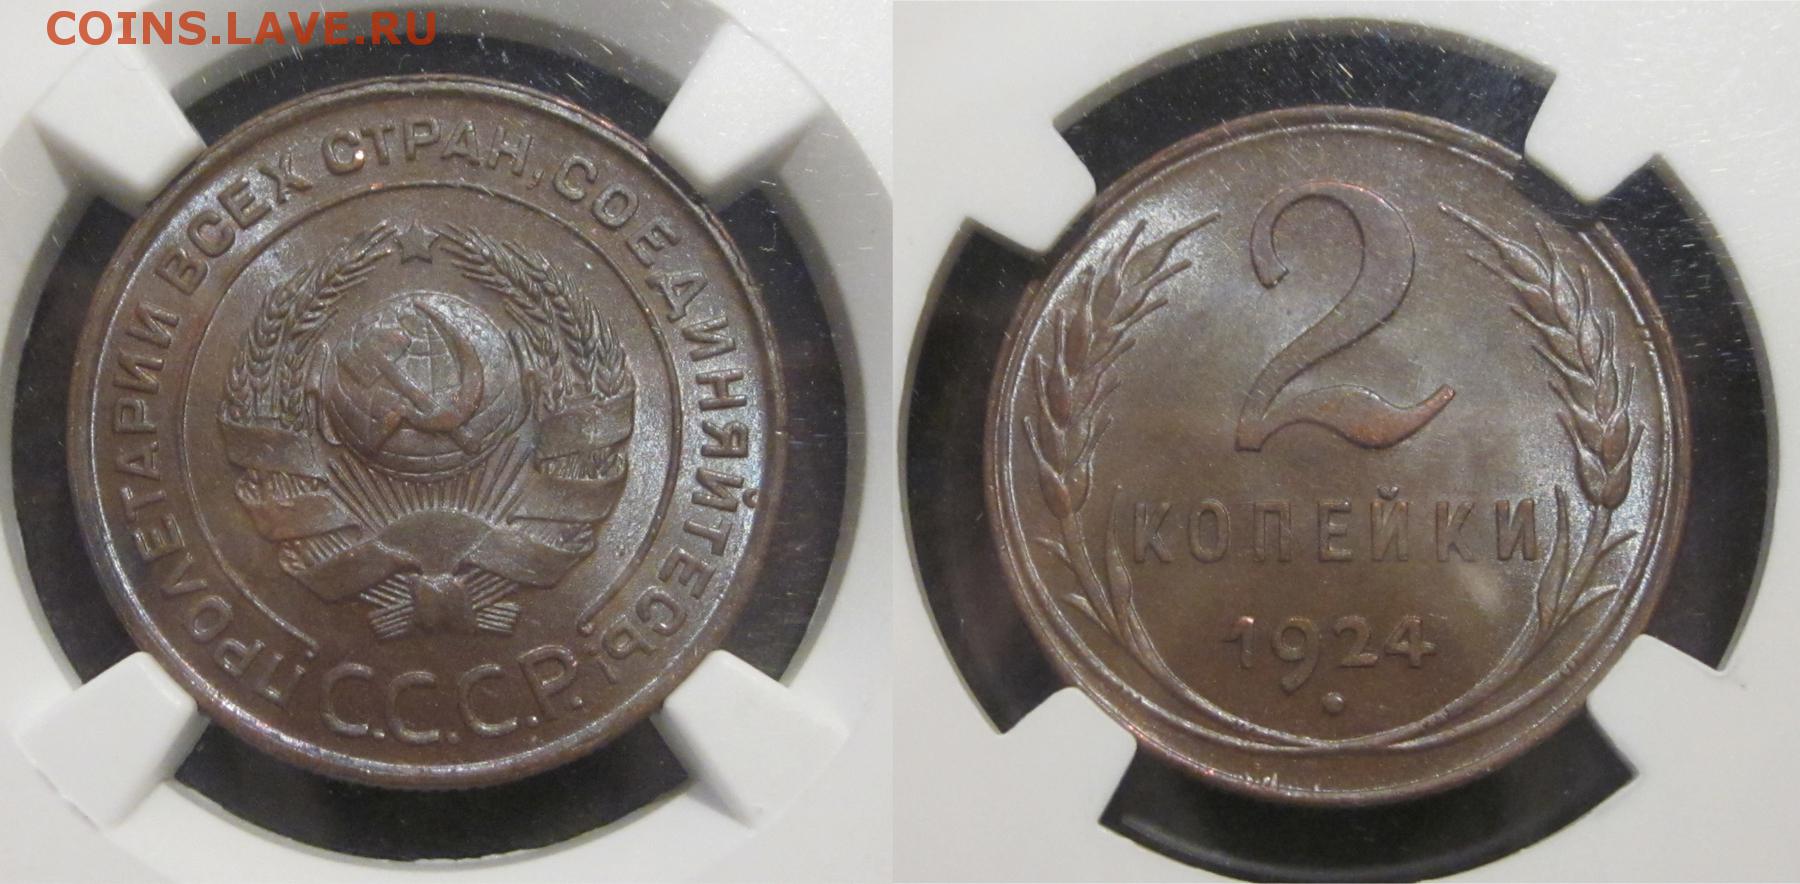 COINS.LAVE.RU
ПРОЛЕТАРИИ ВСЕХ СТРАН, СОЕДИНЯЙТЕСЬ!
С.С.С.Р.
2
КОПЕЙКИ
1924